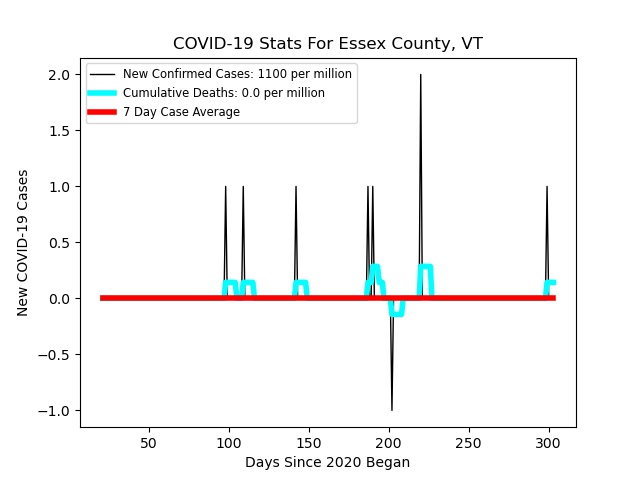 COVID-19 Stats For Essex County, VT
New Confirmed Cases: 1100 per million
Cumulative Deaths: 0.0 per million
7 Day Case Average
2.0
1.5
1.0
0.5
0.0
−0.5
−1.0
New COVID-19 Cases
50 100 150 200 250 300
Days Since 2020 Began